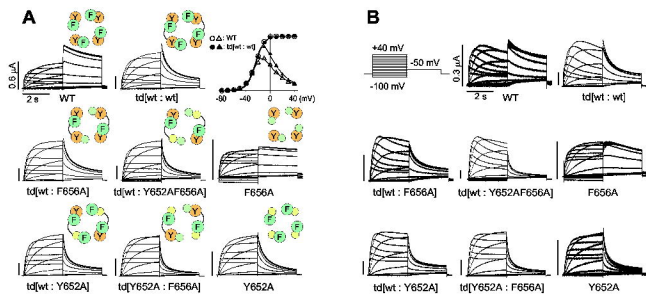 A
B
Y F Y
F F
Y F Y
0.6 µA
2 s
WT
td[wt : wt]
○△: WT
●▲: td[wt : wt]
-80 -40 0 40 (mV)
+40 mV
-50 mV
-100 mV
0.3 µA
2 s
WT
td[wt : wt]
td[wt : F656A]
td[wt : Y652AF656A]
F656A
td[wt : F656A]
td[wt : Y652AF656A]
F656A
td[wt : Y652A]
td[Y652A : F656A]
Y652A
td[wt : Y652A]
td[Y652A : F656A]
Y652A